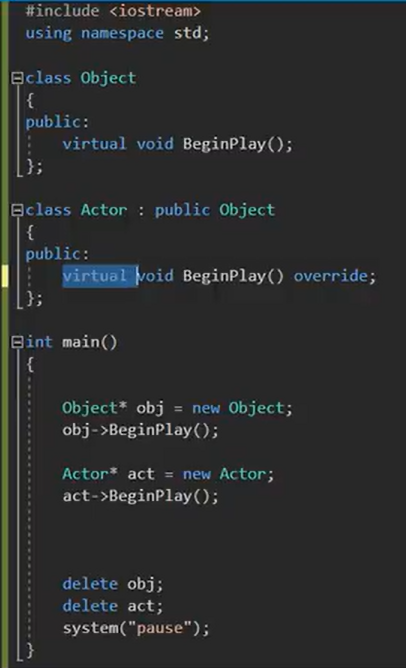 #include <iostream>
using namespace std;
class Object
{
public:
virtual void BeginPlay();
};
class Actor : public Object
{
public:
virtual void BeginPlay() override;
};
int main()
{
Object* obj = new Object;
obj->BeginPlay();
Actor* act = new Actor;
act->BeginPlay();
delete obj;
delete act;
system("pause");
}